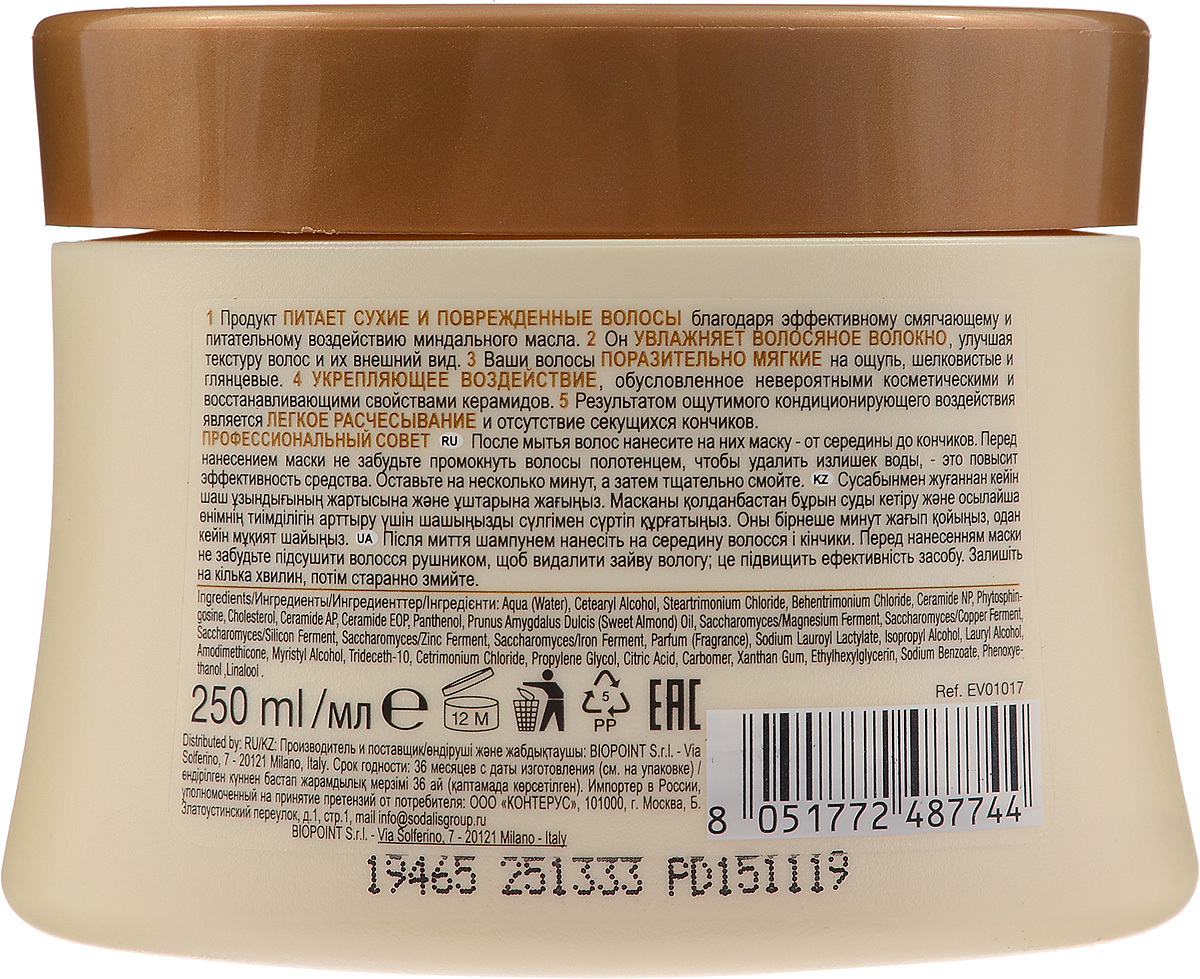 1 Продукт ПИТАЕТ СУХИЕ И ПОВРЕЖДЕННЫЕ ВОЛОСЫ благодаря эффективному смягчающему и
питательному воздействию миндального масла. 2 Он УВЛАЖНЯЕТ ВОЛОСЯНОЕ ВОЛОКНО, улучшая
текстуру волос и их внешний вид. 3 Ваши волосы ПОРАЗИТЕЛЬНО МЯГКИЕ на ощупь, шелковистые и
глянцевые. 4 УКРЕПЛЯЮЩЕЕ ВОЗДЕЙСТВИЕ, обусловленное невероятными косметическими и
восстанавливающими свойствами керамидов. 5 Результатом ощутимого кондиционирующего воздействия
является ЛЕГКОЕ РАСЧЕСЫВАНИЕ и отсутствие секущихся кончиков.
ПРОФЕССИОНАЛЬНЫЙ СОВЕТ RU После мытья волос нанесите на них маску - от середины до кончиков. Перед
нанесением маски не забудьте промокнуть волосы полотенцем, чтобы удалить излишек воды, - это повысит
эффективность средства. Оставьте на несколько минут, а затем тщательно смойте. KZ Сусабынмен жуғаннан кейін
шаш ұзындығының жартысына және ұштарына жағыңыз. Масканы қолданбастан бұрын суды кетіру және осылайша
өнімнің тиімділігін арттыру үшін шашыңызды сүлгімен сүртіп құрғатыңыз. Оны бірнеше минут жағып қойыңыз, одан
кейін мұқият шайыңыз. UA Після миття шампунем нанесіть на середину волосся і кінчики. Перед нанесенням маски
не забудьте підсушити волосся рушником, щоб видалити зайву вологу; це підвищить ефективність засобу. Залишіть
на кілька хвилин, потім старанно змийте.
Ingredients/Ингредиенты/Ингредиенттер/Інгредієнти: Aqua (Water), Cetearyl Alcohol, Steartrimonium Chloride, Behentrimonium Chloride, Ceramide NP, Phytosphin-
gosine, Cholesterol, Ceramide AP, Ceramide EOP, Panthenol, Prunus Amygdalus Dulcis (Sweet Almond) Oil, Saccharomyces/Magnesium Ferment, Saccharomyces/Copper Ferment,
Saccharomyces/Silicon Ferment, Saccharomyces/Zinc Ferment, Saccharomyces/Iron Ferment, Parfum (Fragrance), Sodium Lauroyl Lactylate, Isopropyl Alcohol, Lauryl Alcohol,
Amodimethicone, Myristyl Alcohol, Trideceth-10, Cetrimonium Chloride, Propylene Glycol, Citric Acid, Carbomer, Xanthan Gum, Ethylhexylglycerin, Sodium Benzoate, Phenoxye-
thanol ,Linalool .
250 ml /мл e 12 M 5 PP EAC
Ref. EV01017
Distributed by: RU/KZ: Производитель и поставщик/өндіруші және жабдықтаушы: BIOPOINT S.r.l. - Via
Solferino, 7 - 20121 Milano, Italy. Срок годности: 36 месяцев с даты изготовления (см. на упаковке) /
өндірілген күннен бастап жарамдылық мерзімі 36 ай (қаптамада көрсетілген). Импортер в России,
уполномоченный на принятие претензий от потребителя: ООО «КОНТЕРУС», 101000, г. Москва, Б.
Златоустинский переулок, д.1, стр.1, mail info@sodalisgroup.ru
BIOPOINT S.r.l. - Via Solferino, 7 - 20121 Milano - Italy
8 051772 487744
19465 251333 PD151119